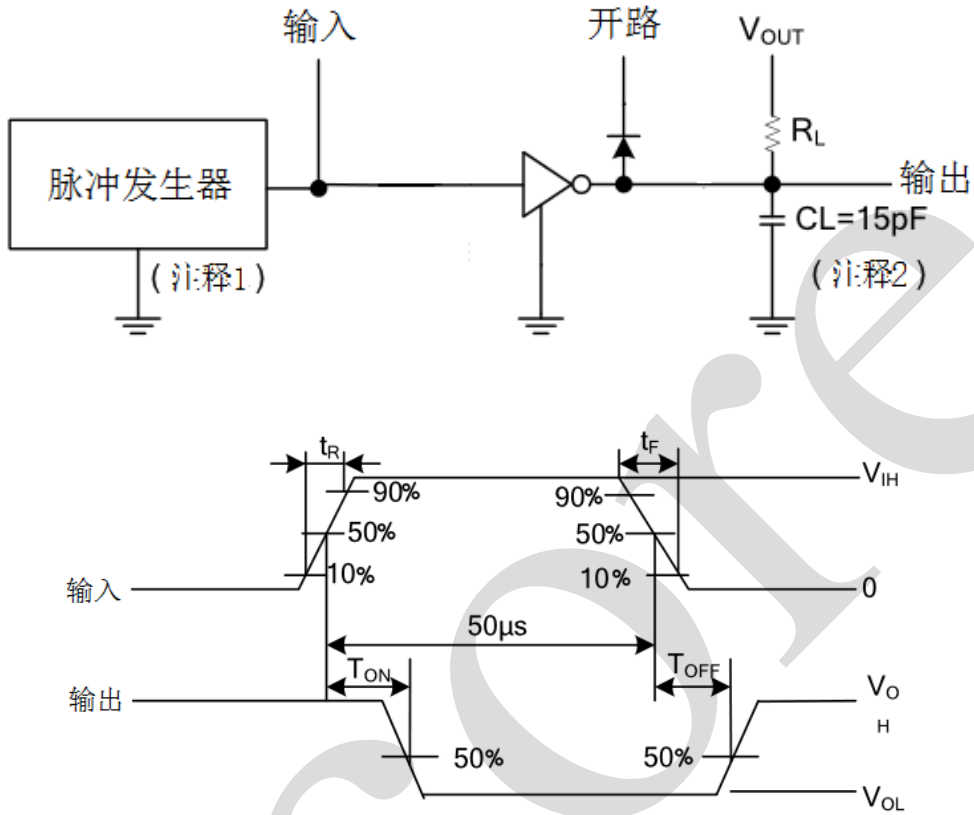 输入
开路
VOUT
脉冲发生器
RL
输出
CL=15pF
(注释1)
(注释2)
tR
tF
VIH
90%
90%
50%
50%
10%
10%
输入
0
50µs
TON
TOFF
输出
VO
H
50%
50%
VOL
ore